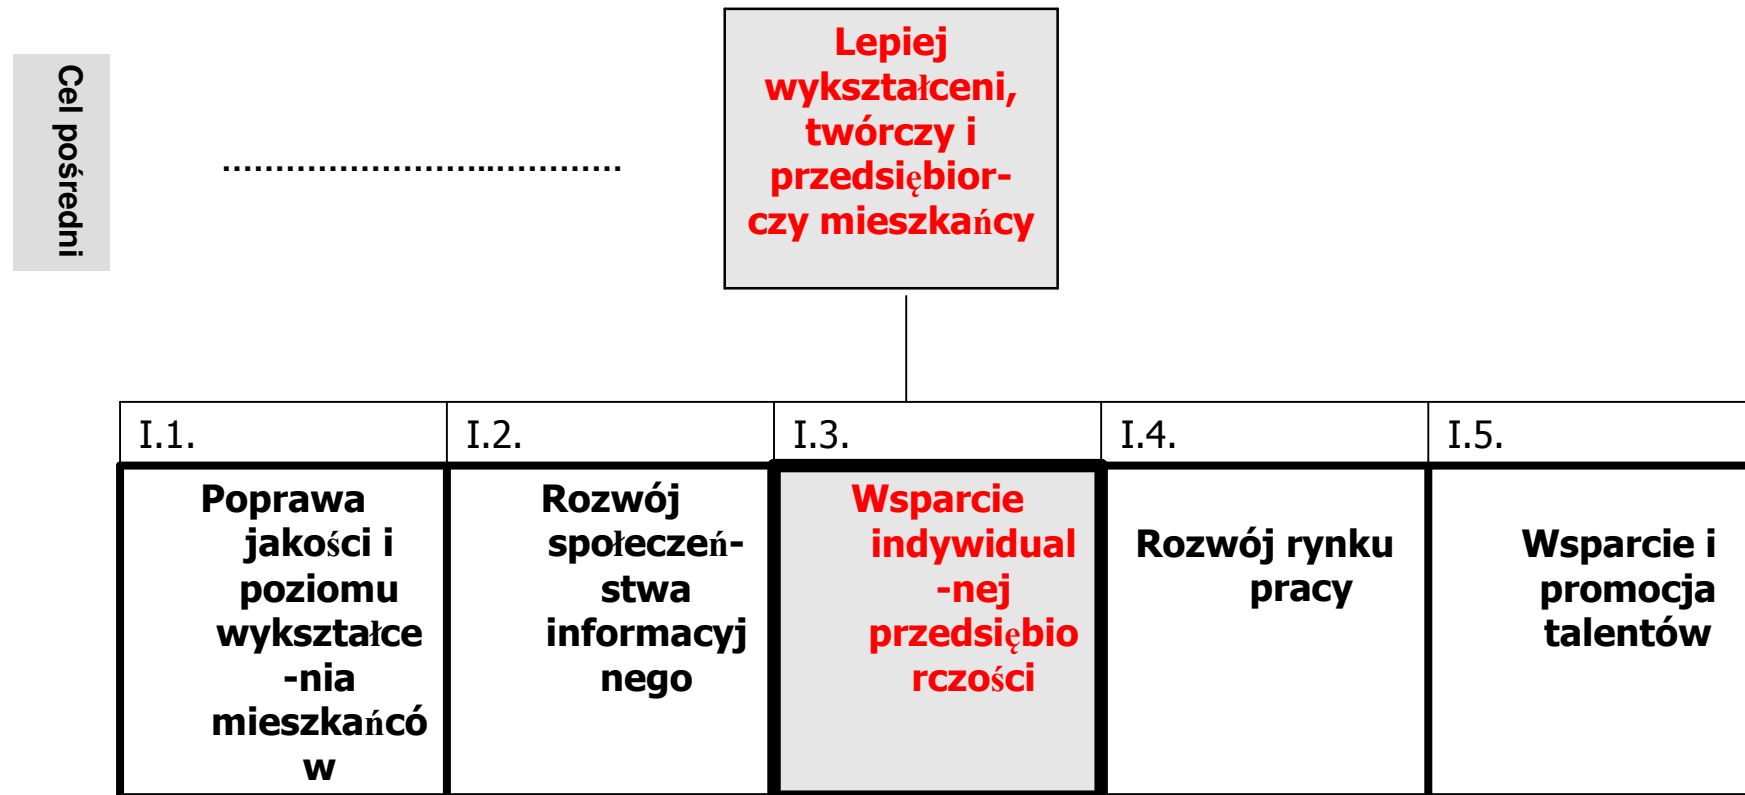 Cel pośredni
........................................
Lepiej
wykształceni,
twórczy i
przedsiębior-
czy mieszkańcy
I.1.
I.2.
I.3.
I.4.
I.5.
Poprawa
jakości i
poziomu
wykształce
-nia
mieszkańcó
w
Rozwój
społeczeń-
stwa
informacyj
nego
Wsparcie
indywidual
-nej
przedsiębio
rczości
Rozwój rynku
pracy
Wsparcie i
promocja
talentów